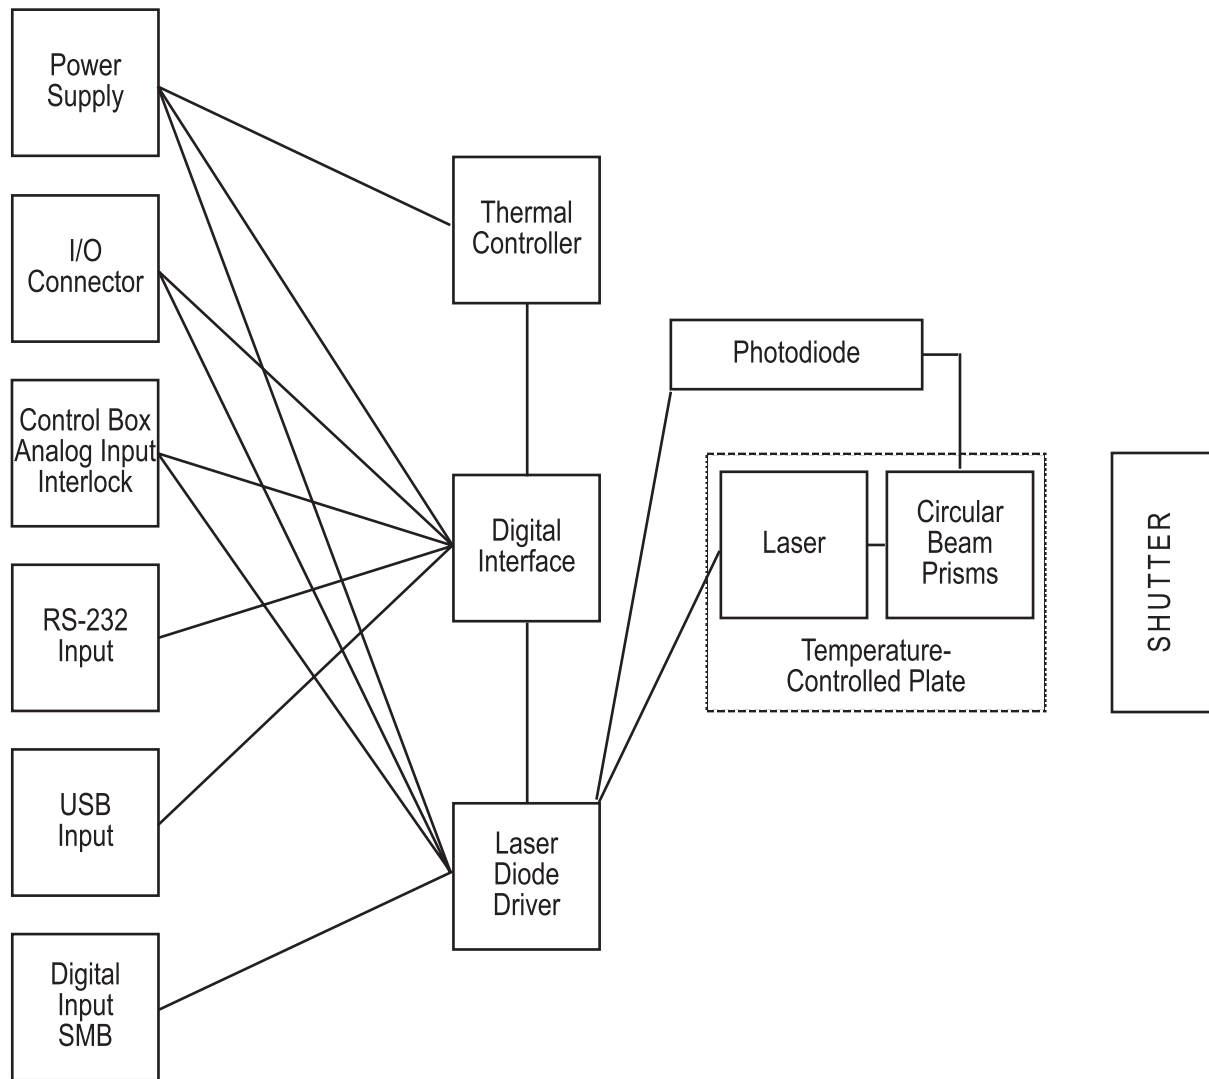 Power
Supply
I/O
Connector
Control Box
Analog Input
Interlock
RS-232
Input
USB
Input
Digital
Input
SMB
Thermal
Controller
Digital
Interface
Laser
Diode
Driver
Photodiode
Laser
Circular
Beam
Prisms
Temperature-
Controlled Plate
SHUTTER